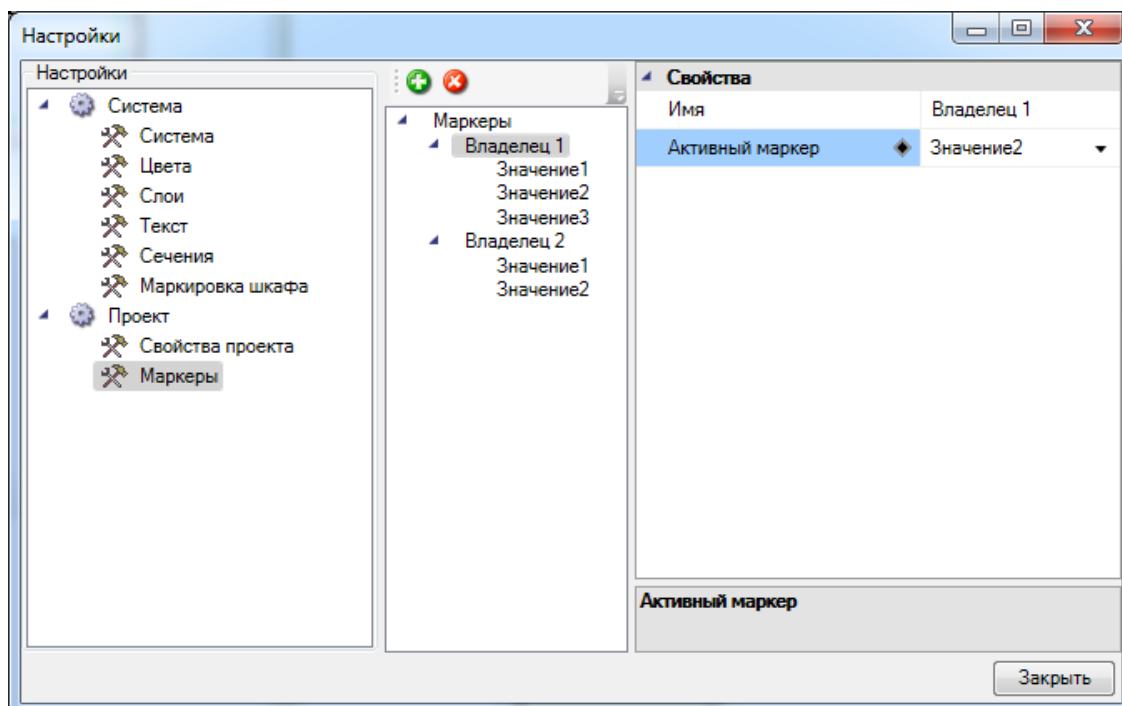 Настройки
Настройки
Система
Система
Цвета
Слои
Текст
Сечения
Маркировка шкафа
Проект
Свойства проекта
Маркеры
Маркеры
Владелец 1
Значение1
Значение2
Значение3
Владелец 2
Значение1
Значение2
Свойства
Имя Владелец 1
Активный маркер Значение2
Активный маркер
Закрыть